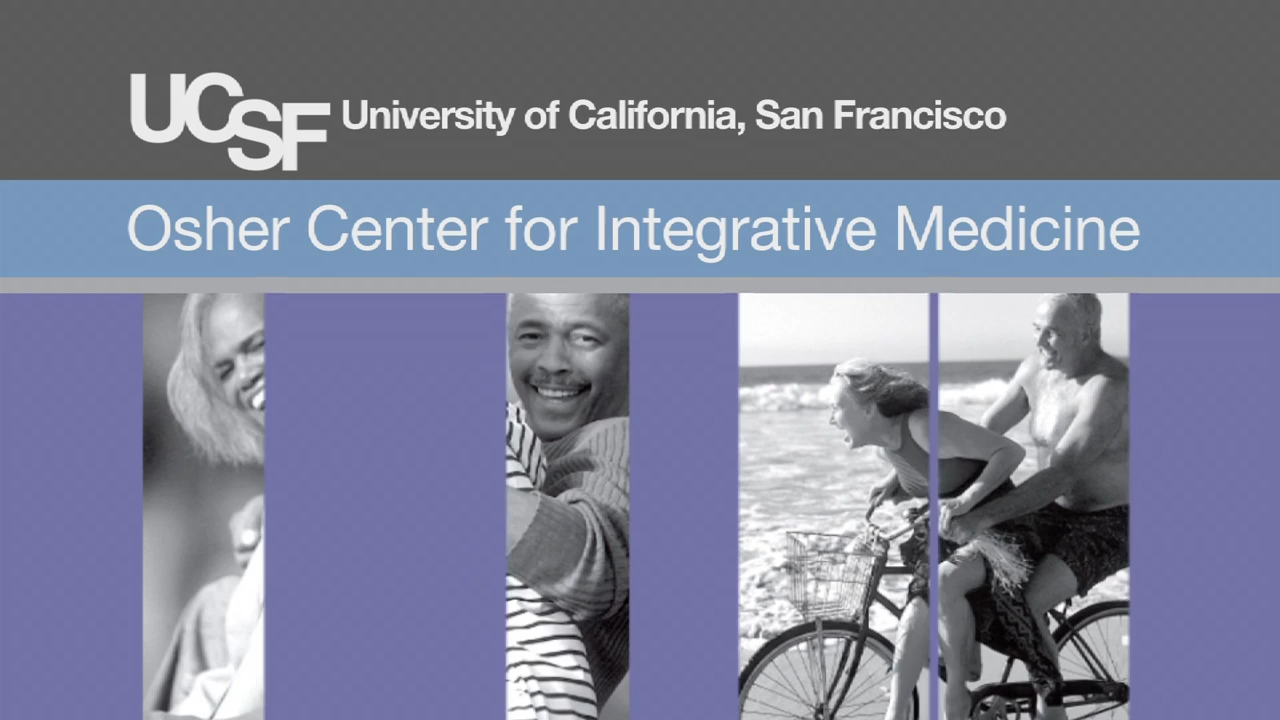 UCSF University of California, San Francisco
Osher Center for Integrative Medicine